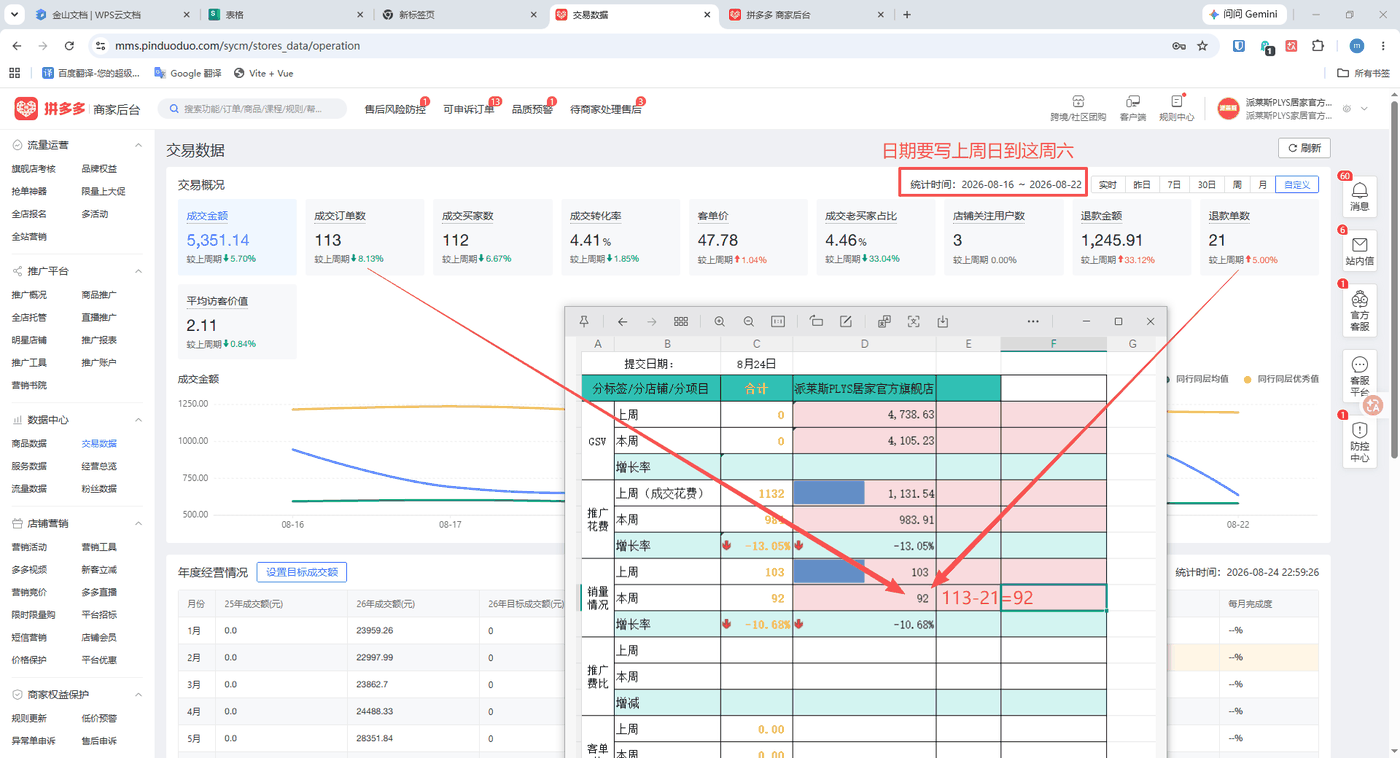 金山文档 | WPS云文档
表格
新标签页
交易数据
拼多多 商家后台
问问 Gemini
mms.pinduoduo.com/sycm/stores_data/operation
1
m
百度翻译-您的超级...
Google 翻译
Vite + Vue
所有书签
拼多多 | 商家后台
搜索功能/订单/商品/课程/规则/帮...
售后风险防控 1
可申诉订单 13
品质预警 1
待商家处理售后 3
跨境/社区团购
客户端
规则中心
派莱斯PLYS居家官方...
派莱斯PLYS家居官方...
流量运营
旗舰店考核 品牌权益
抢单神器 限量上大促
全店报名 多活动
全站营销
推广平台
推广概况 商品推广
全店托管 直播推广
明星店铺 推广报表
推广工具 推广账户
营销书院
数据中心
商品数据 交易数据
服务数据 经营总览
流量数据 粉丝数据
店铺营销
营销活动 营销工具
多多视频 新客立减
营销竞价 多多直播
限时限量购 平台招标
短信营销 店铺会员
价格保护 平台优惠
商家权益保护
规则更新 低价预警
异常单申诉 售后申诉
交易数据
日期要写上周日到这周六
刷新
交易概况
统计时间：2026-08-16 ~ 2026-08-22
实时 昨日 7日 30日 周 月 自定义
成交金额 成交订单数 成交买家数 成交转化率 客单价 成交老买家占比 店铺关注用户数 退款金额 退款单数
5,351.14 113 112 4.41% 47.78 4.46% 3 1,245.91 21
较上周期5.70% 较上周期8.13% 较上周期6.67% 较上周期1.85% 较上周期1.04% 较上周期33.04% 较上周期0.00% 较上周期33.12% 较上周期5.00%
平均访客价值
2.11
较上周期0.84%
成交金额
同行同层均值
同行同层优秀值
1250.00
1000.00
750.00
500.00
08-16
08-17
08-22
年度经营情况 设置目标成交额
统计时间：2026-08-24 22:59:26
月份 25年成交额(元) 26年成交额(元) 26年目标成交额(元) 每月完成度
1月 0.0 23959.26 0 --%
2月 0.0 22997.99 0 --%
3月 0.0 23862.7 0 --%
4月 0.0 24488.33 0 --%
5月 0.0 28351.84 0 --%
A B C D E F G
提交日期： 8月24日
分标签/分店铺/分项目 合计 派莱斯PLYS居家官方旗舰店
GSV
上周 0 4,738.63
本周 0 4,105.23
增长率
推广花费
上周（成交花费） 1132 1,131.54
本周 983.91
增长率 -13.05% -13.05%
销量情况
上周 103 103
本周 92 92 113-21=92
增长率 -10.68% -10.68%
推广费比
上周
本周
增减
客单
上周 0.00
本周 0.00
60
消息
6
站内信
1
官方客服
客服平台
1
防控中心